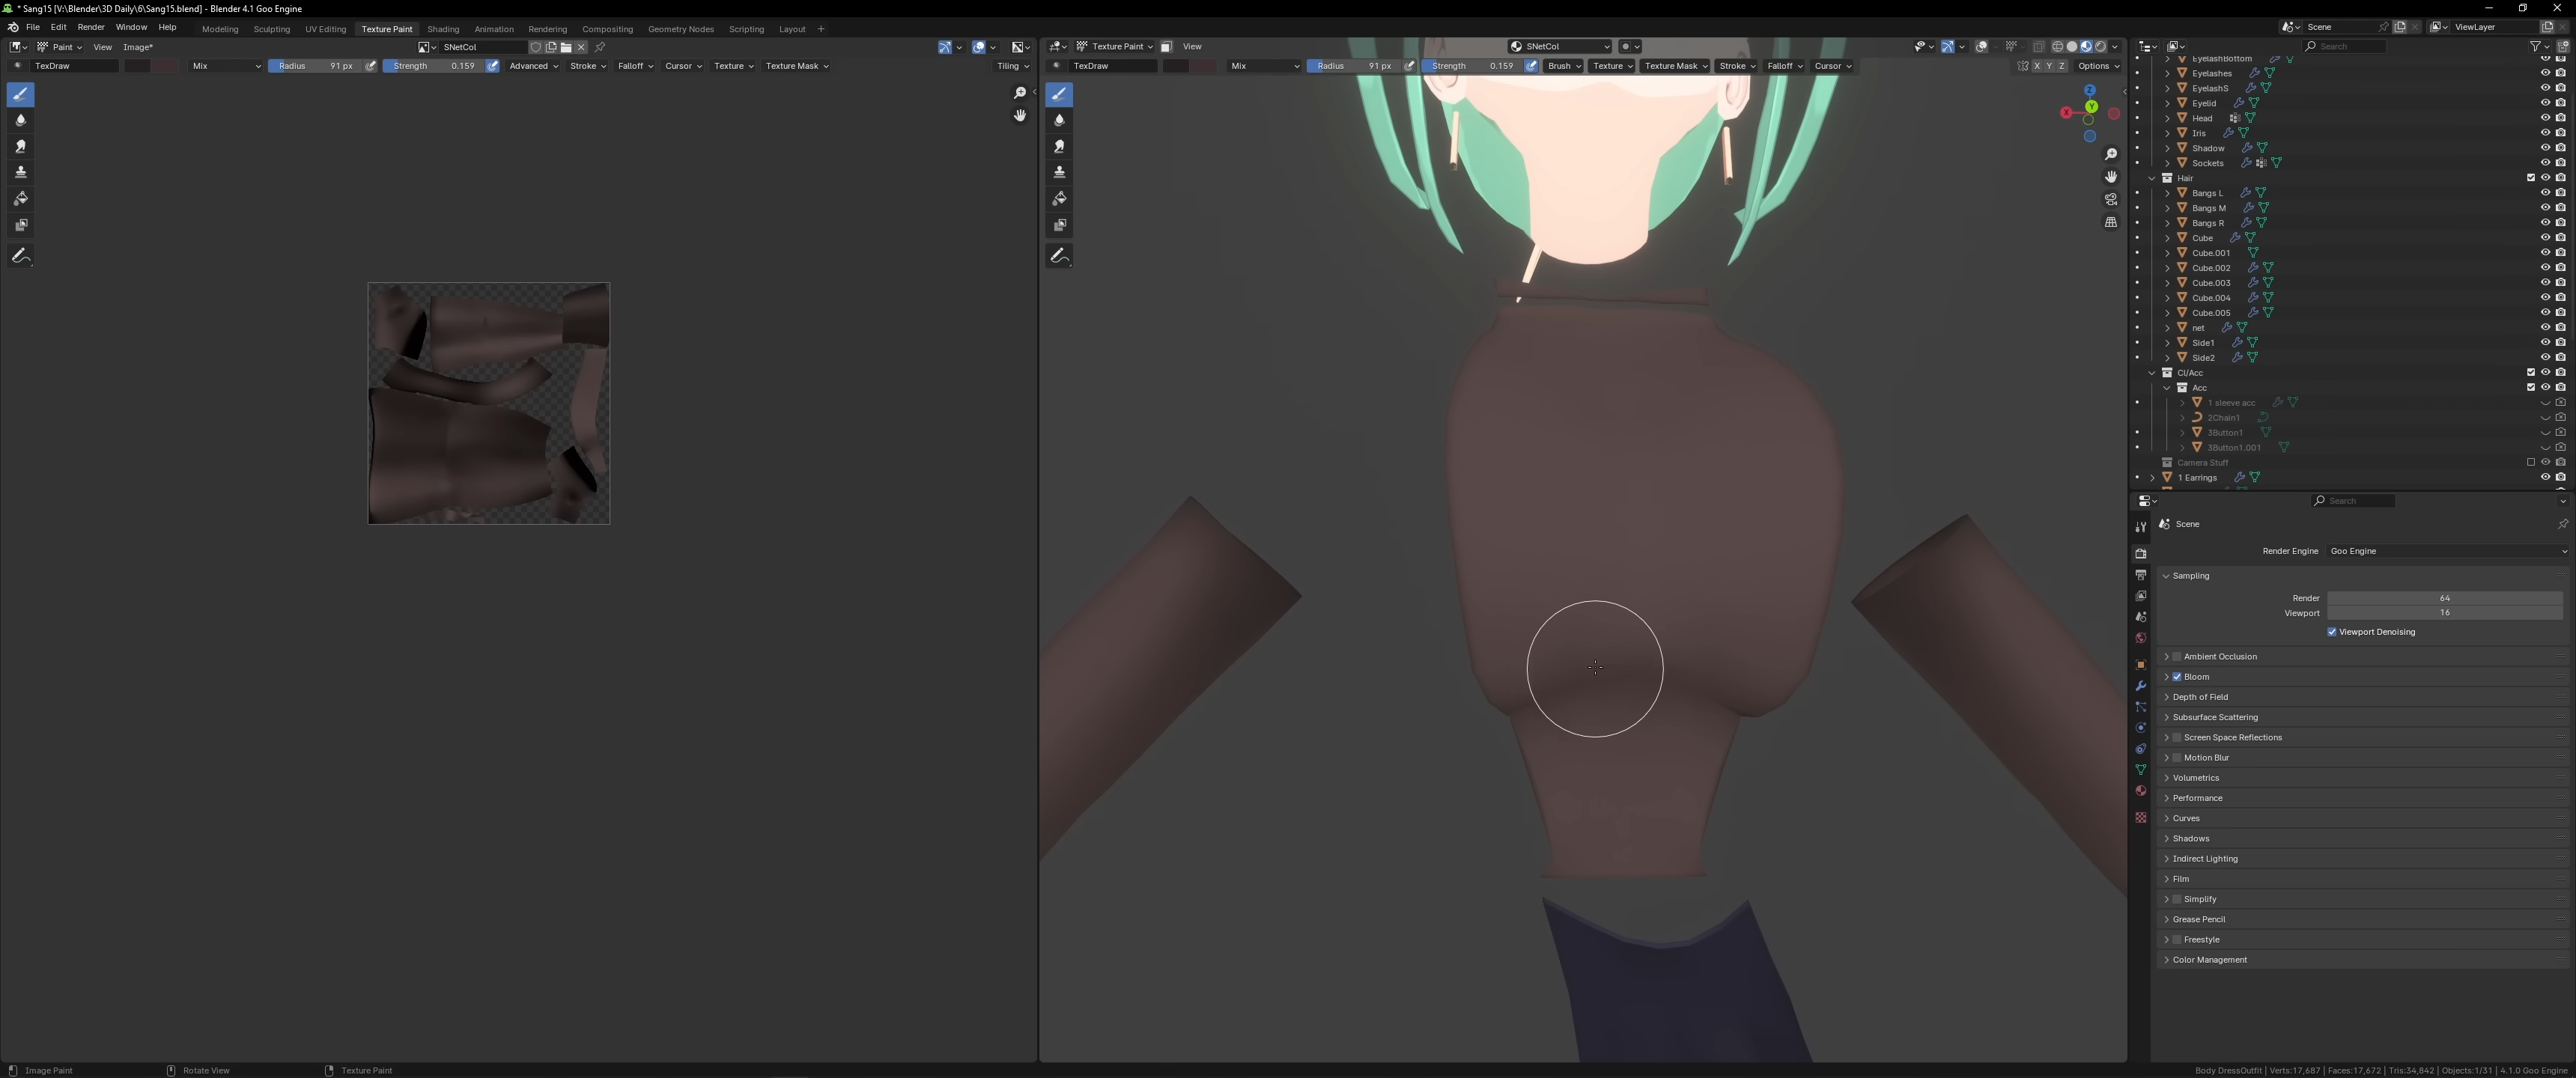 * Sang15 [V:\Blender\3D Daily\6\Sang15.blend] - Blender 4.1 Goo Engine
File Edit Render Window Help Modeling Sculpting UV Editing Texture Paint Shading Animation Rendering Compositing Geometry Nodes Scripting Layout + Scene ViewLayer
Paint View Image* SNetCol
Texture Paint View SNetCol Search
TexDraw Mix Radius 91 px Strength 0.159 Advanced Stroke Falloff Cursor Texture Texture Mask Tiling
TexDraw Mix Radius 91 px Strength 0.159 Brush Texture Texture Mask Stroke Falloff Cursor X Y Z Options
Z
Y
X
EyelashBottom
Eyelashes
EyelashS
Eyelid
Head
Iris
Shadow
Sockets
Hair
Bangs L
Bangs M
Bangs R
Cube
Cube.001
Cube.002
Cube.003
Cube.004
Cube.005
net
Side1
Side2
Cl/Acc
Acc
1 sleeve acc
2Chain1
3Button1
3Button1.001
Camera Stuff
1 Earrings
Search
Scene
Render Engine Goo Engine
Sampling
Render 64
Viewport 16
Viewport Denoising
Ambient Occlusion
Bloom
Depth of Field
Subsurface Scattering
Screen Space Reflections
Motion Blur
Volumetrics
Performance
Curves
Shadows
Indirect Lighting
Film
Simplify
Grease Pencil
Freestyle
Color Management
Image Paint Rotate View Texture Paint Body DressOutfit | Verts:17,687 | Faces:17,672 | Tris:34,842 | Objects:1/31 | 4.1.0 Goo Engine